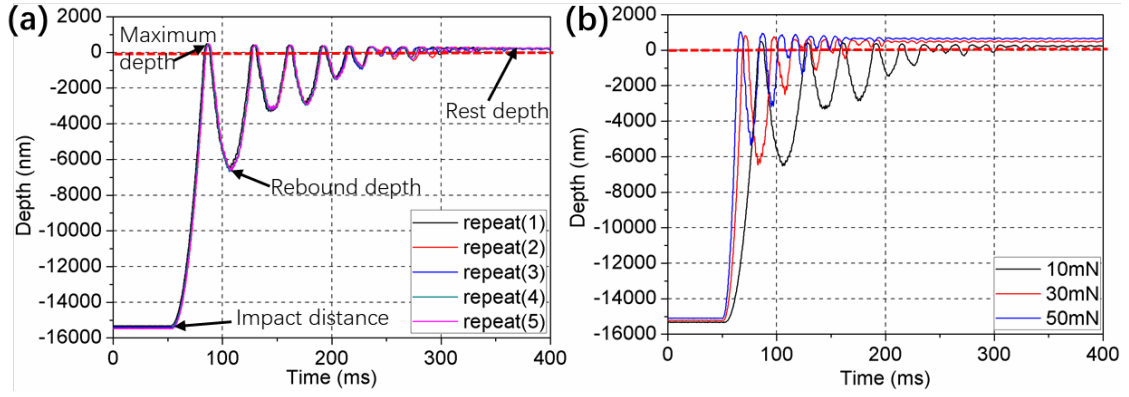 (a)
2000
0
-2000
-4000
-6000
-8000
-10000
-12000
-14000
-16000
Depth (nm)
0 100 200 300 400
Time (ms)
Maximum
depth
Rest depth
Rebound depth
Impact distance
repeat(1)
repeat(2)
repeat(3)
repeat(4)
repeat(5)
(b)
2000
0
-2000
-4000
-6000
-8000
-10000
-12000
-14000
-16000
Depth (nm)
0 100 200 300 400
Time (ms)
10mN
30mN
50mN